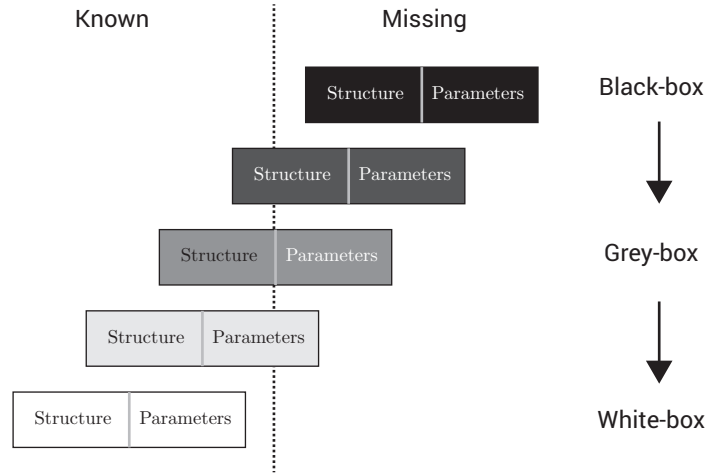 Known Missing
Structure Parameters Black-box
Structure Parameters
Structure Parameters Grey-box
Structure Parameters
Structure Parameters White-box